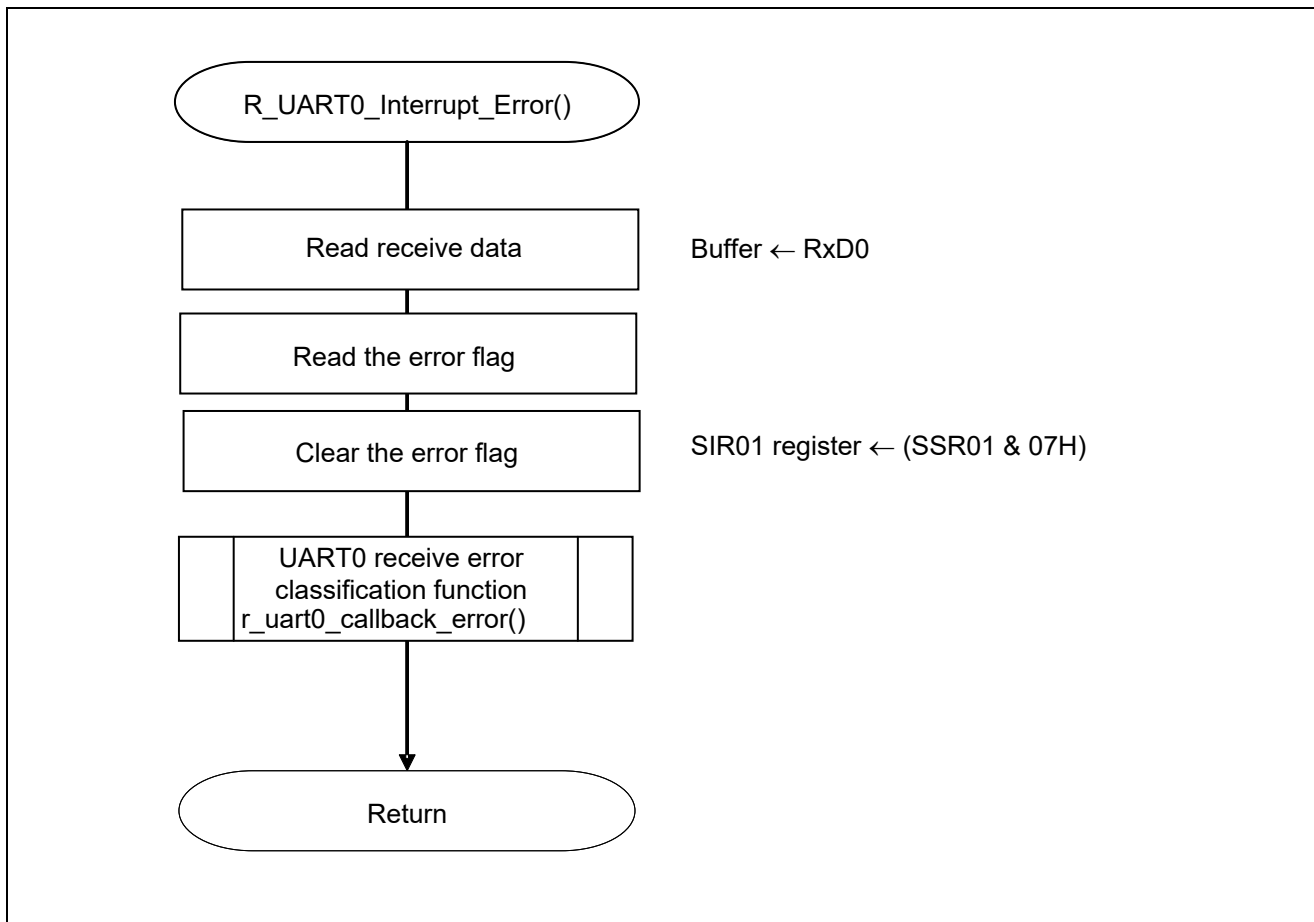 R_UART0_Interrupt_Error()
Read receive data
Buffer ← RxD0
Read the error flag
Clear the error flag
SIR01 register ← (SSR01 & 07H)
UART0 receive error
classification function
r_uart0_callback_error()
Return